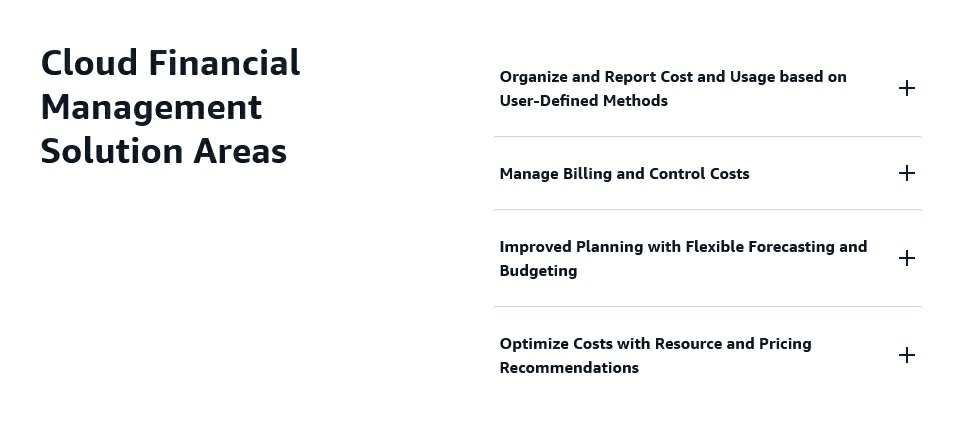 Cloud Financial
Management
Solution Areas
Organize and Report Cost and Usage based on
User-Defined Methods
Manage Billing and Control Costs
Improved Planning with Flexible Forecasting and
Budgeting
Optimize Costs with Resource and Pricing
Recommendations